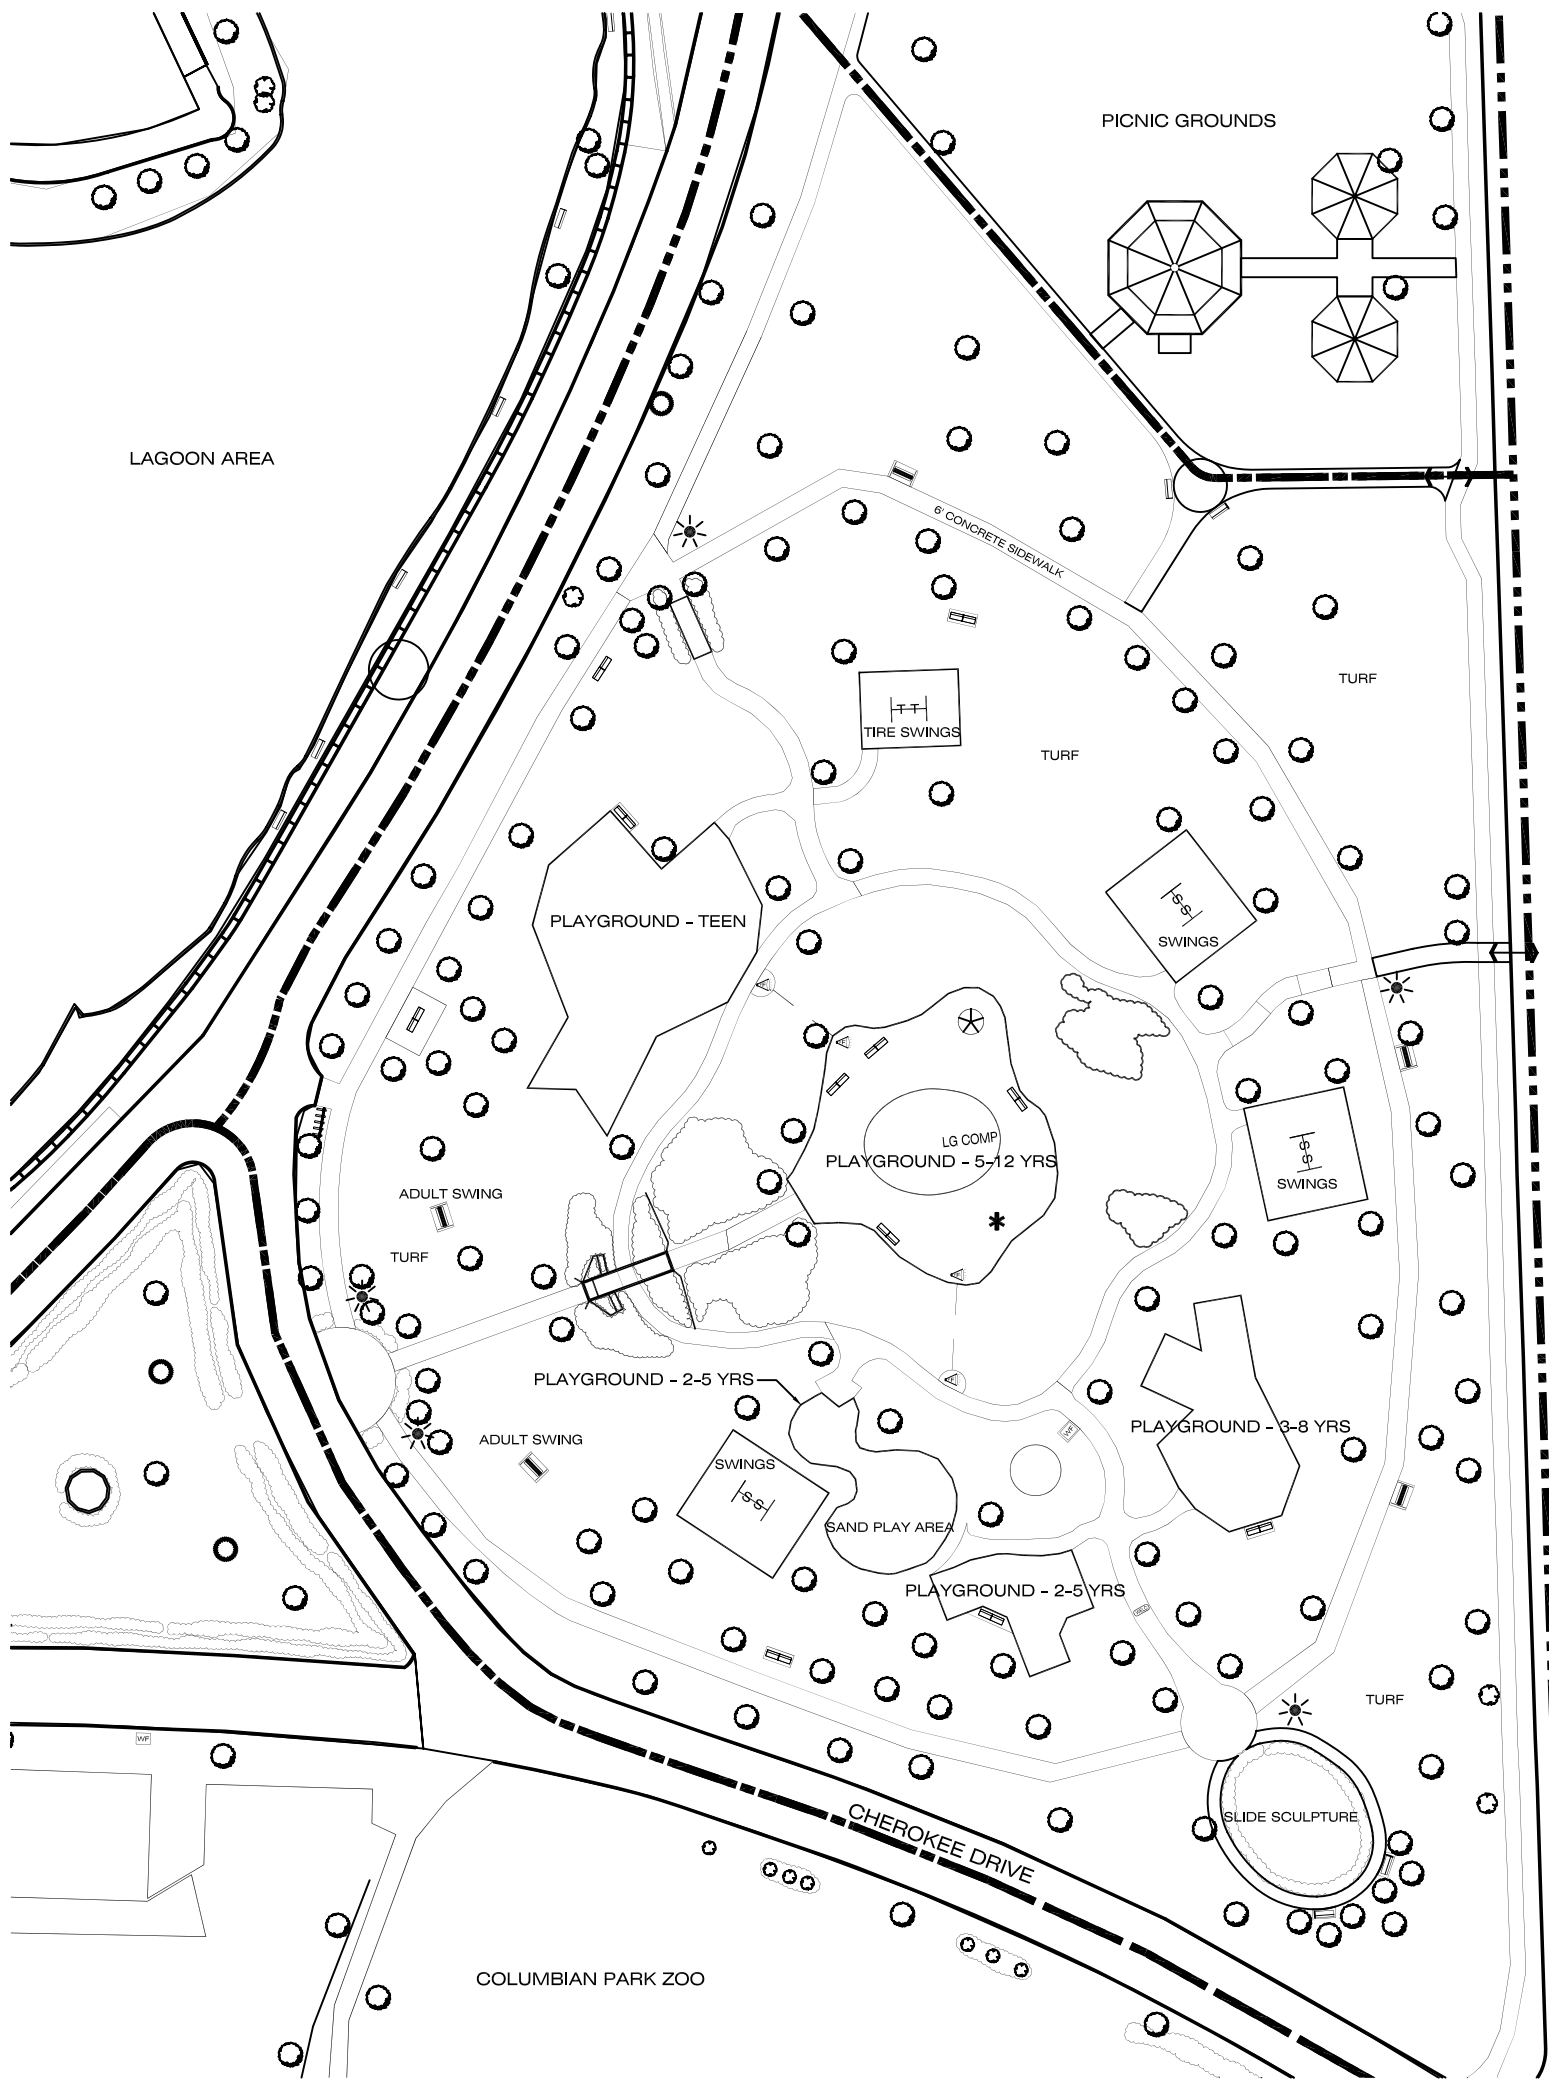 PICNIC GROUNDS
LAGOON AREA
6' CONCRETE SIDEWALK
TURF
T T
TIRE SWINGS
TURF
S S
SWINGS
PLAYGROUND - TEEN
LG COMP
PLAYGROUND - 5-12 YRS
S S
SWINGS
ADULT SWING
TURF
PLAYGROUND - 2-5 YRS
PLAYGROUND - 3-8 YRS
WF
ADULT SWING
SWINGS
S S
SAND PLAY AREA
PLAYGROUND - 2-5 YRS
TURF
WF
SLIDE SCULPTURE
CHEROKEE DRIVE
COLUMBIAN PARK ZOO